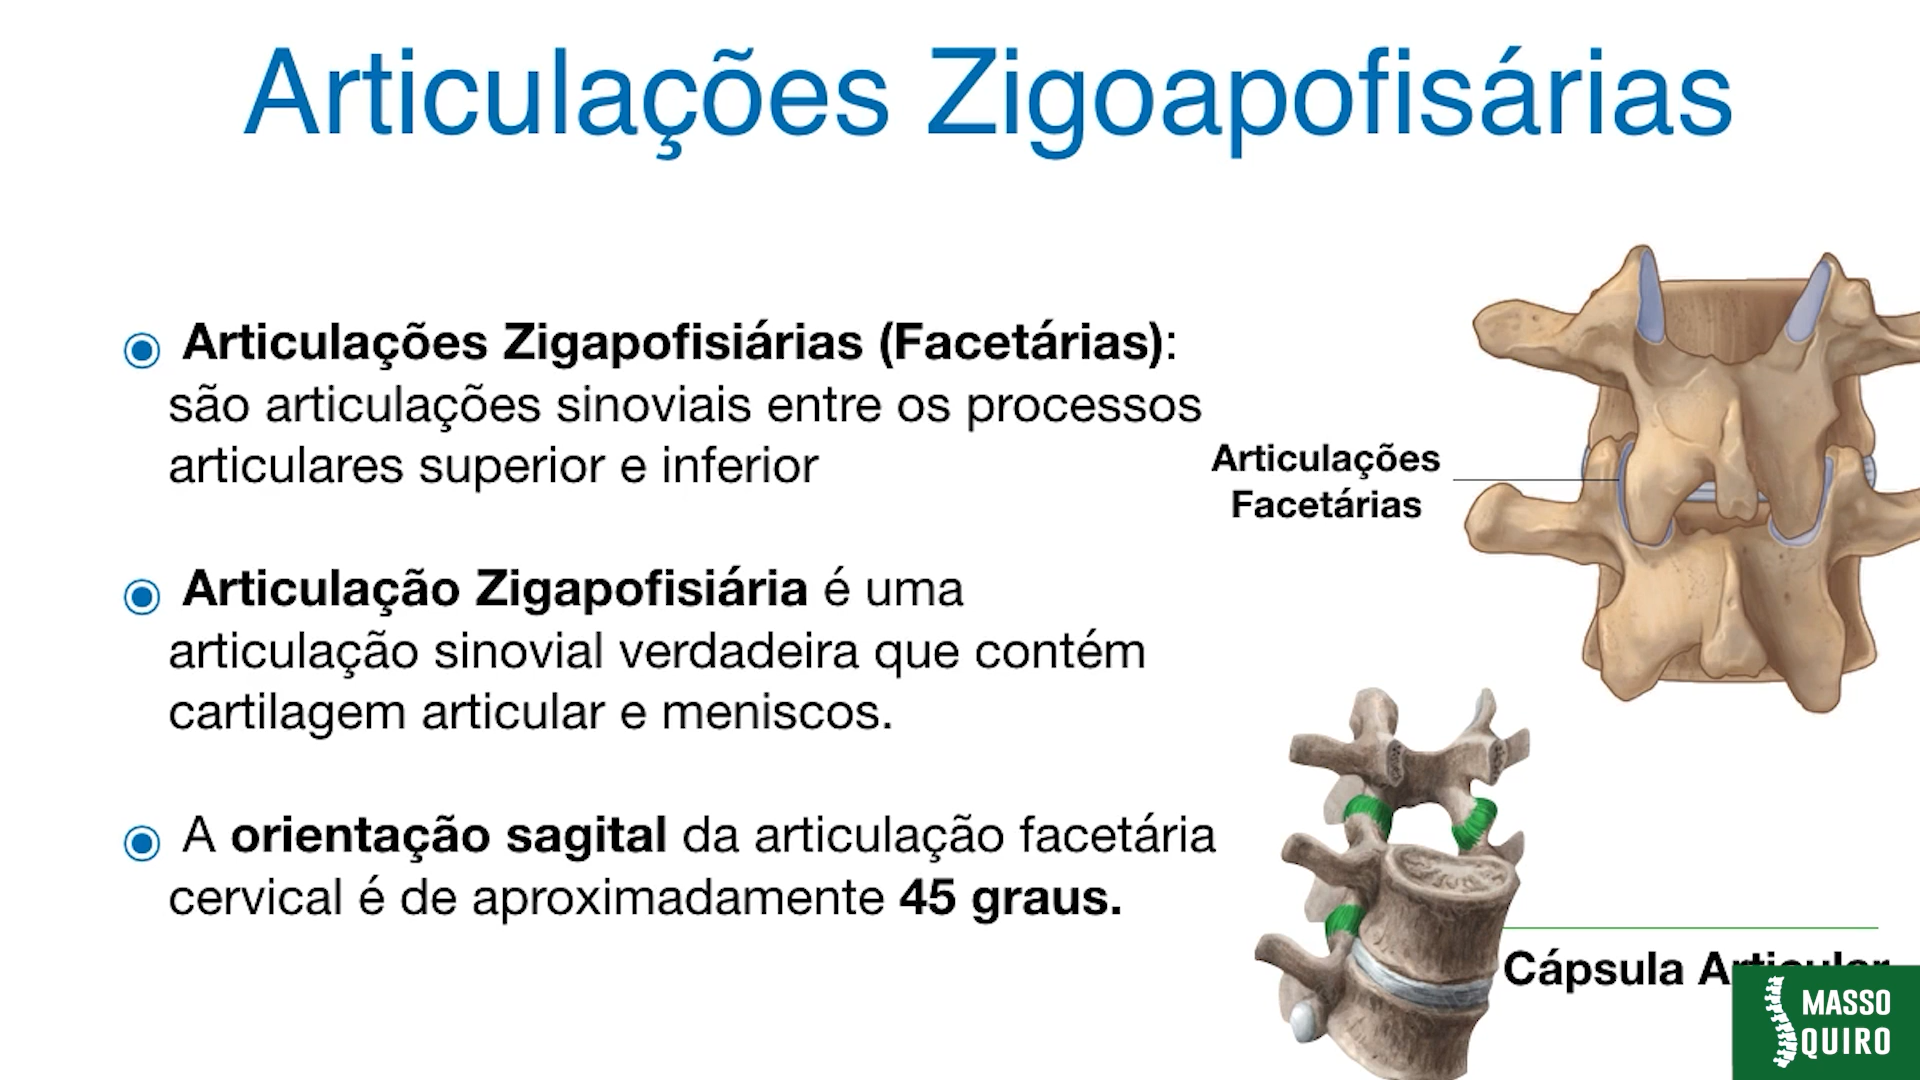 Articulações Zigoapofisárias
Articulações Zigapofisiárias (Facetárias):
são articulações sinoviais entre os processos
articulares superior e inferior
Articulação Zigapofisiária é uma
articulação sinovial verdadeira que contém
cartilagem articular e meniscos.
A orientação sagital da articulação facetária
cervical é de aproximadamente 45 graus.
Articulações
Facetárias
Cápsula Articular
MASSO
QUIRO